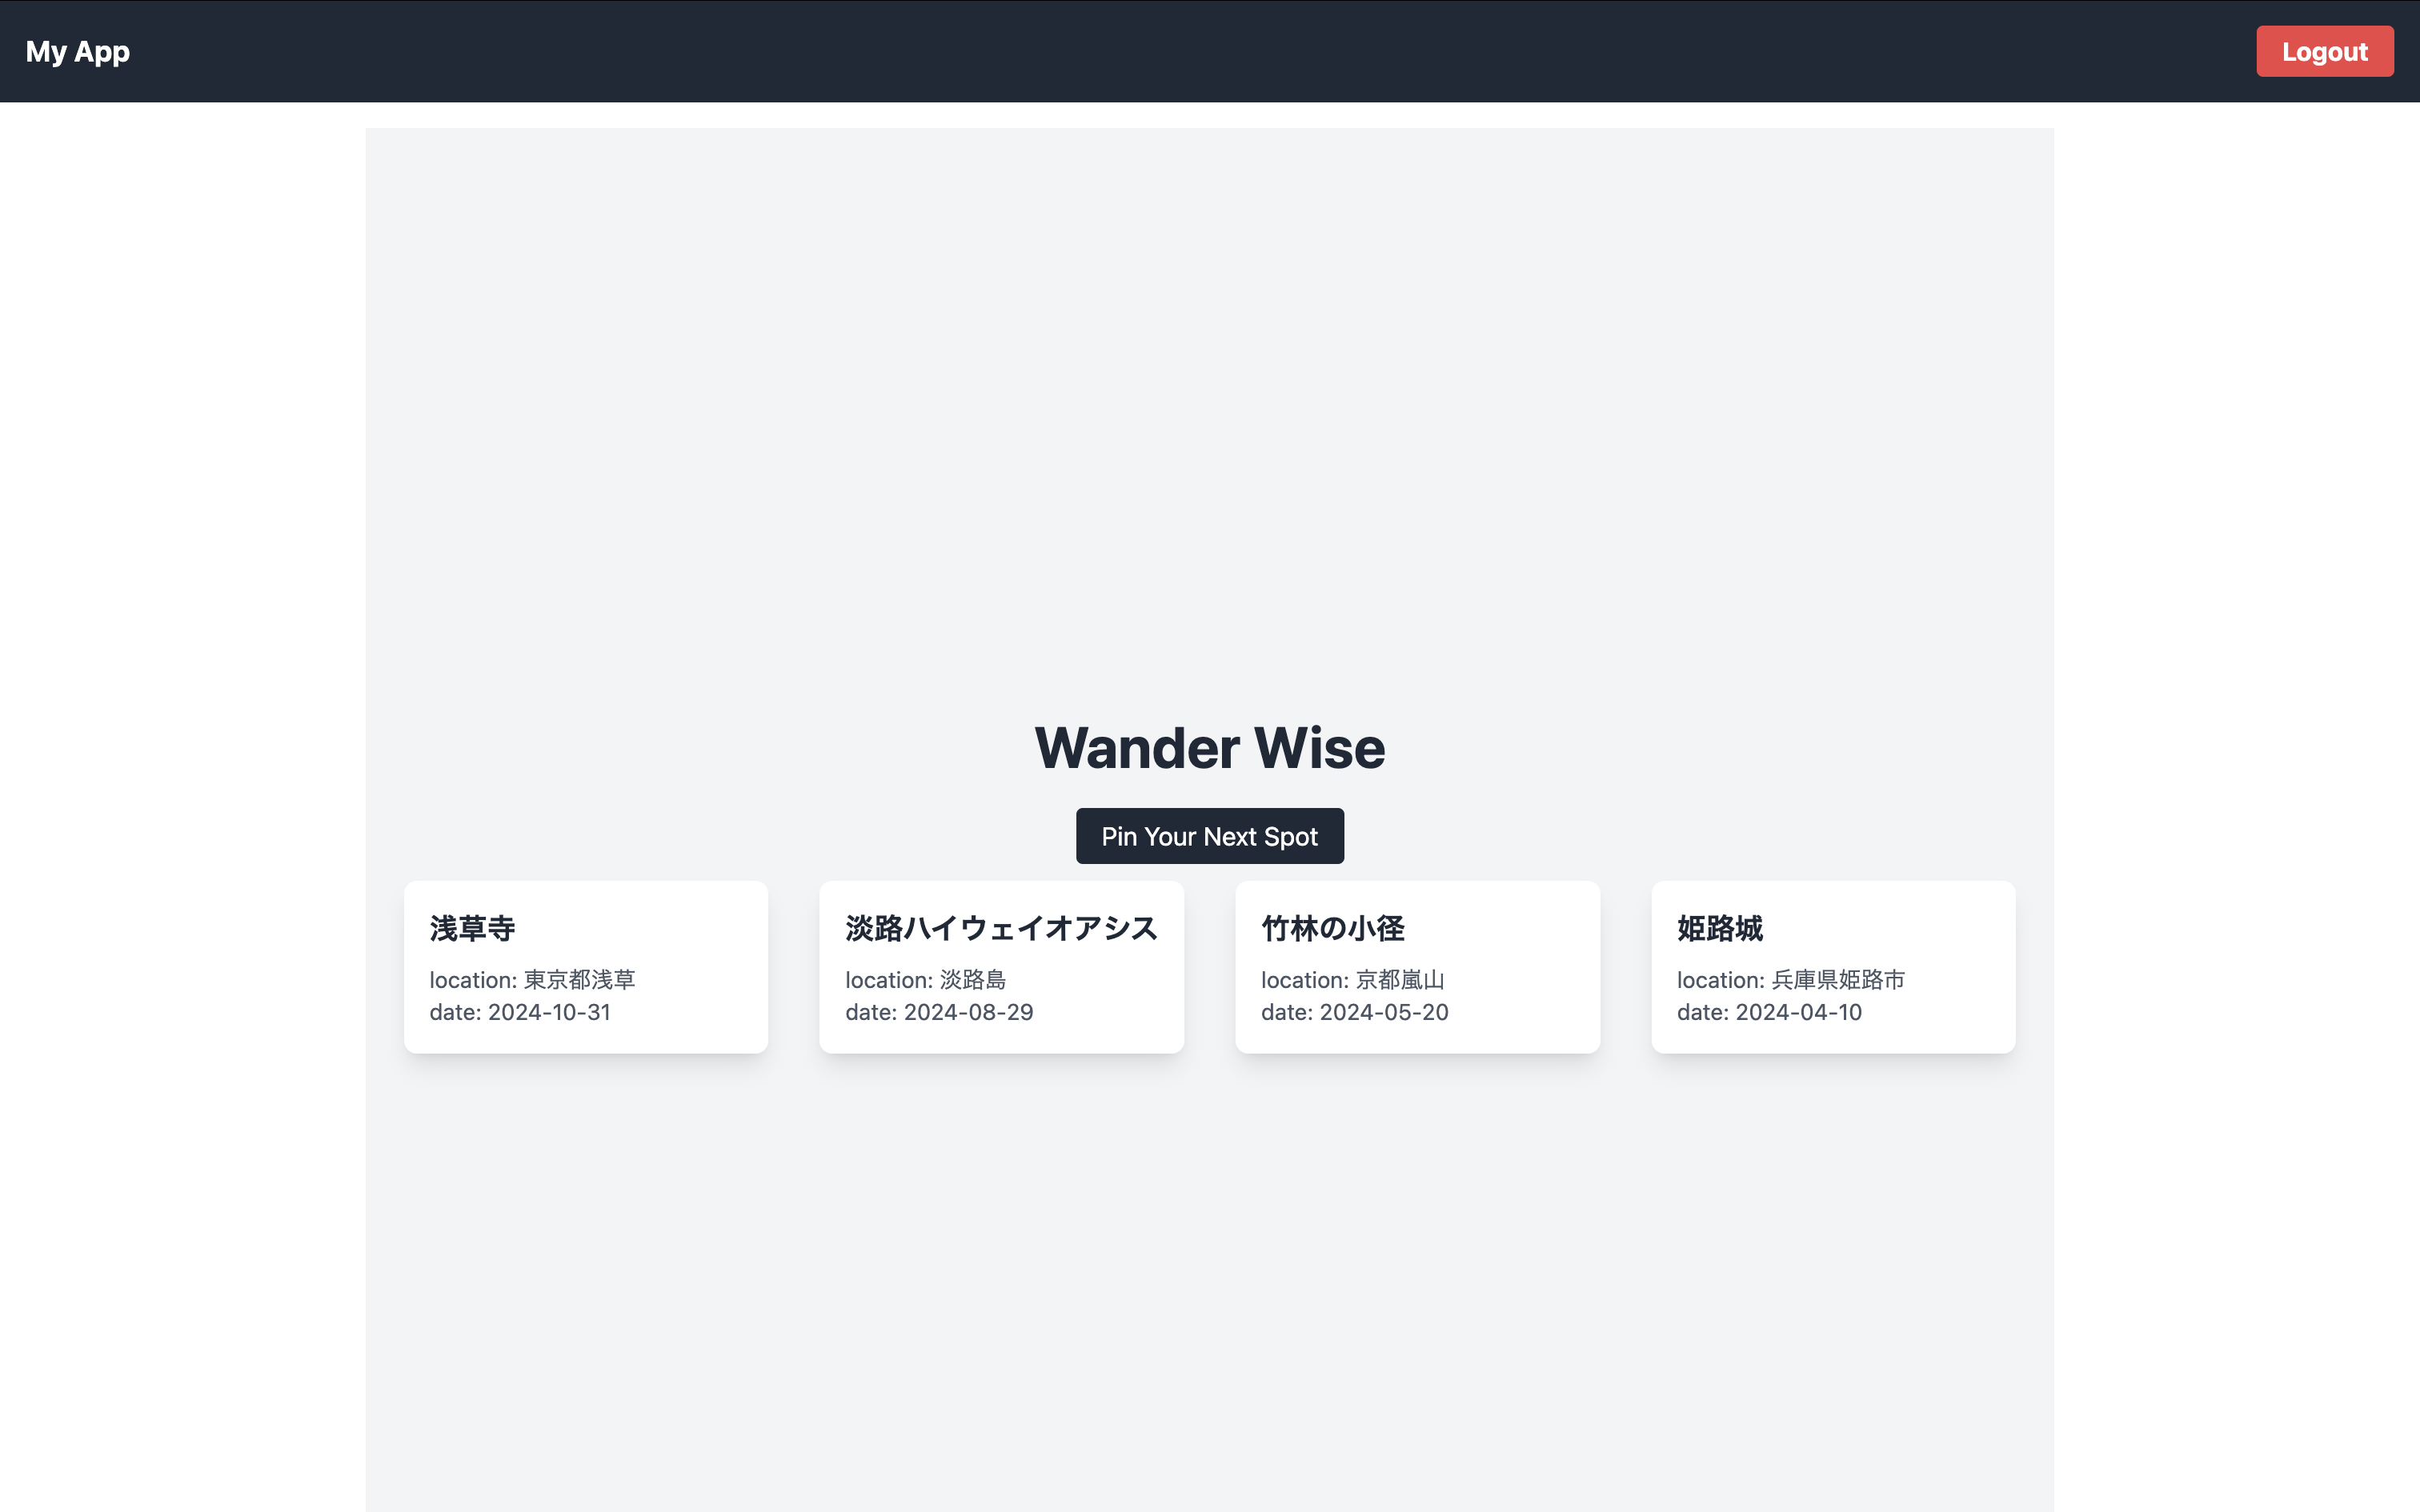 My App
Logout
Wander Wise
Pin Your Next Spot
浅草寺
location: 東京都浅草
date: 2024-10-31
淡路ハイウェイオアシス
location: 淡路島
date: 2024-08-29
竹林の小径
location: 京都嵐山
date: 2024-05-20
姫路城
location: 兵庫県姫路市
date: 2024-04-10